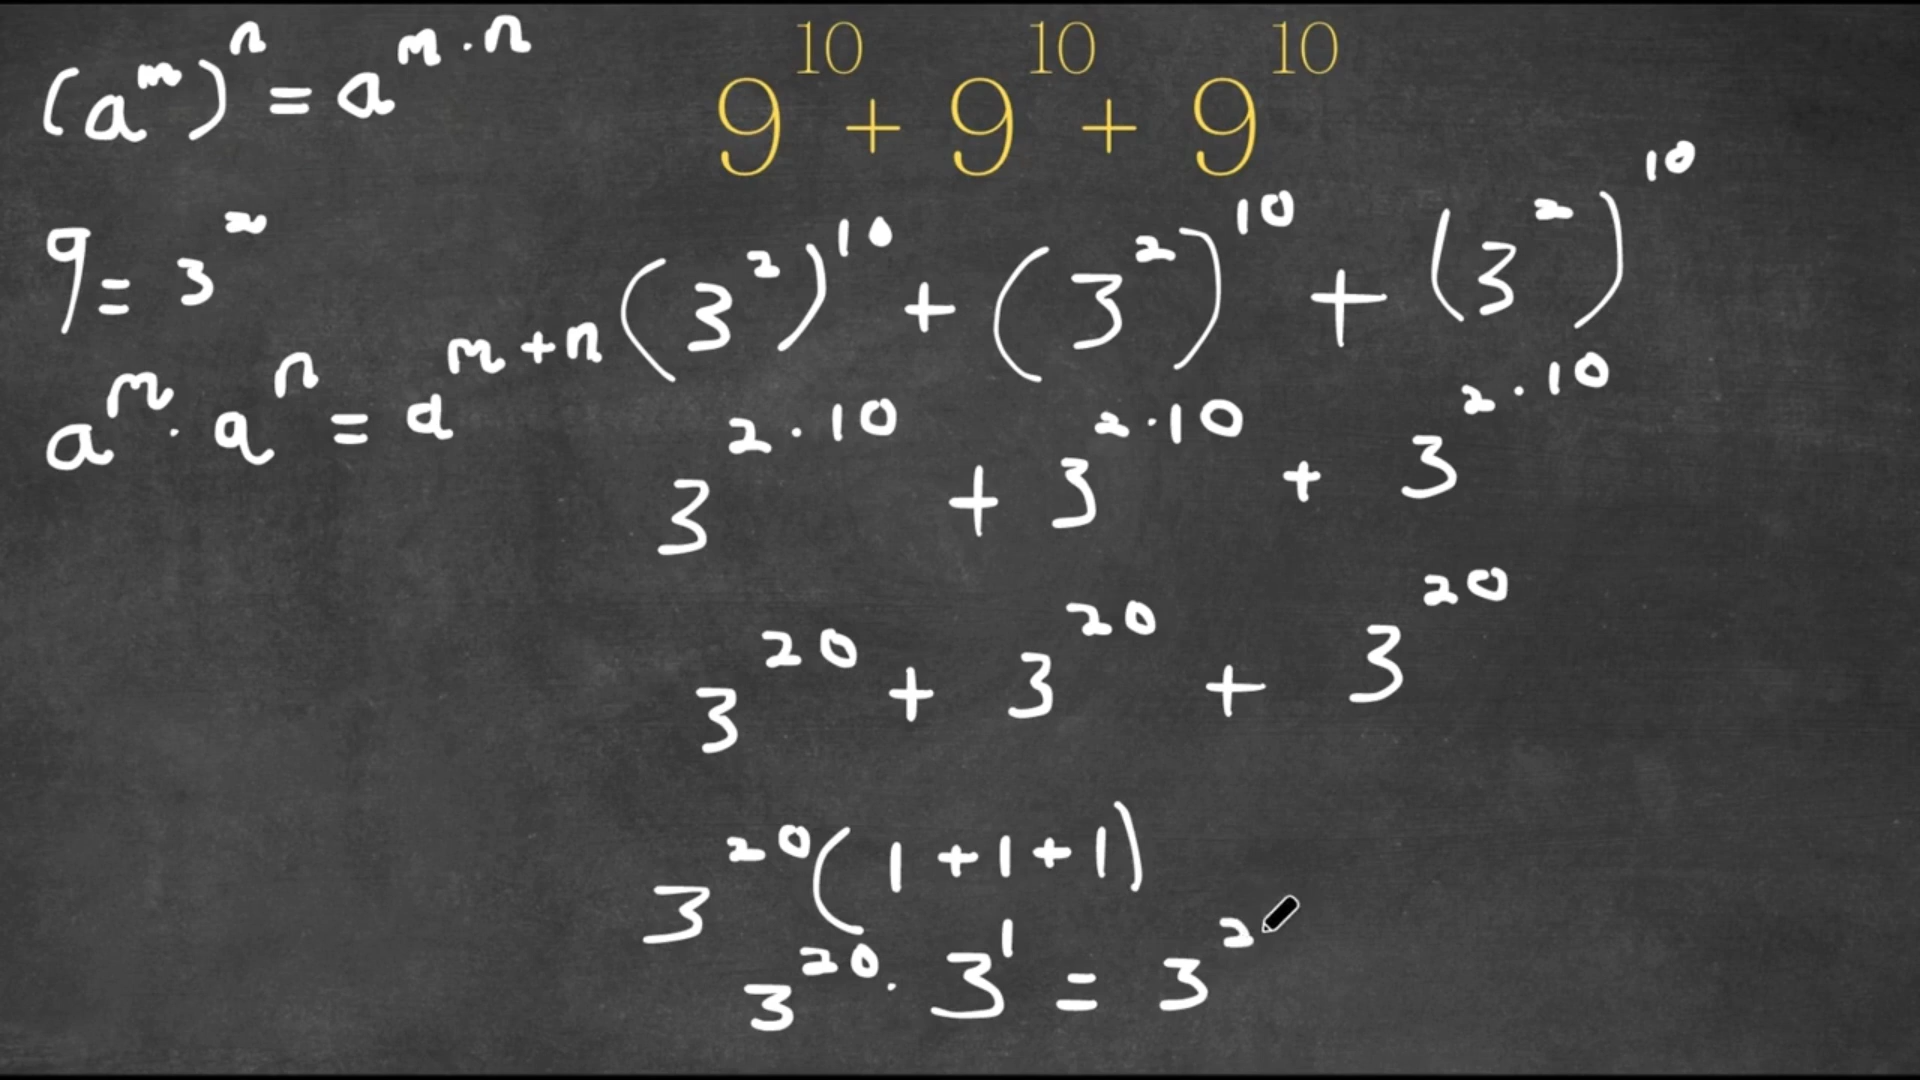 (a^m)^n = a^{m·n}
9^{10} + 9^{10} + 9^{10}
9 = 3^2
(3^2)^{10} + (3^2)^{10} + (3^2)^{10}
a^m · a^n = a^{m+n}
3^{2·10} + 3^{2·10} + 3^{2·10}
3^{20} + 3^{20} + 3^{20}
3^{20}(1+1+1)
3^{20} · 3^1 = 3^2